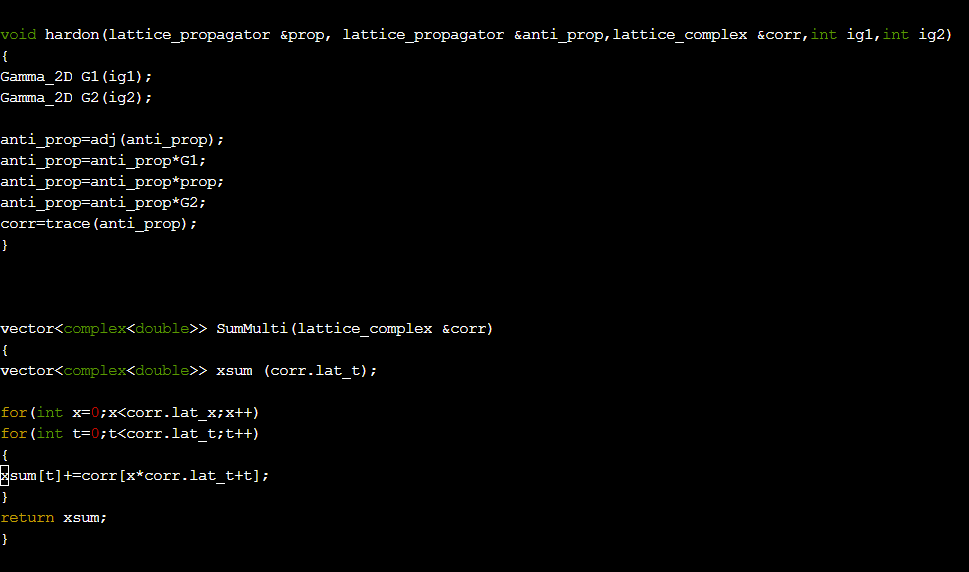 void hardon(lattice_propagator &prop, lattice_propagator &anti_prop,lattice_complex &corr,int ig1,int ig2)
{
Gamma_2D G1(ig1);
Gamma_2D G2(ig2);
anti_prop=adj(anti_prop);
anti_prop=anti_prop*G1;
anti_prop=anti_prop*prop;
anti_prop=anti_prop*G2;
corr=trace(anti_prop);
}
vector<complex<double>> SumMulti(lattice_complex &corr)
{
vector<complex<double>> xsum (corr.lat_t);
for(int x=0;x<corr.lat_x;x++)
for(int t=0;t<corr.lat_t;t++)
{
xsum[t]+=corr[x*corr.lat_t+t];
}
return xsum;
}